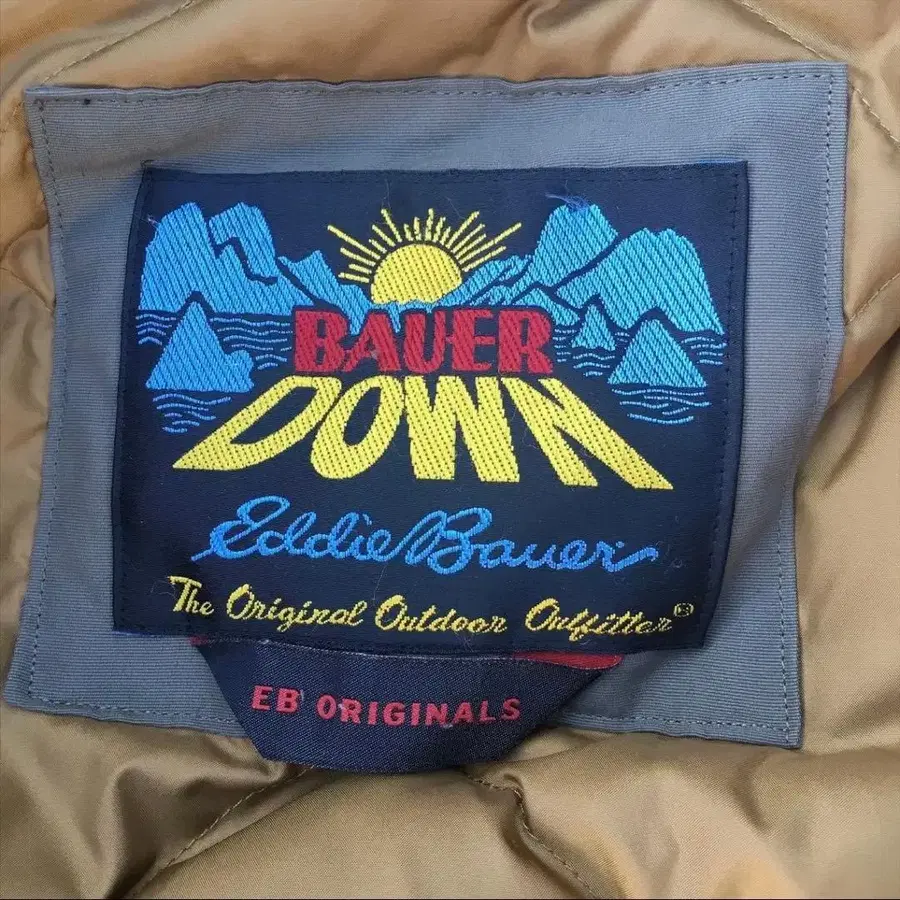 BAUER
DOWN
Eddie Bauer
The Original Outdoor Outfitter®
EB ORIGINALS